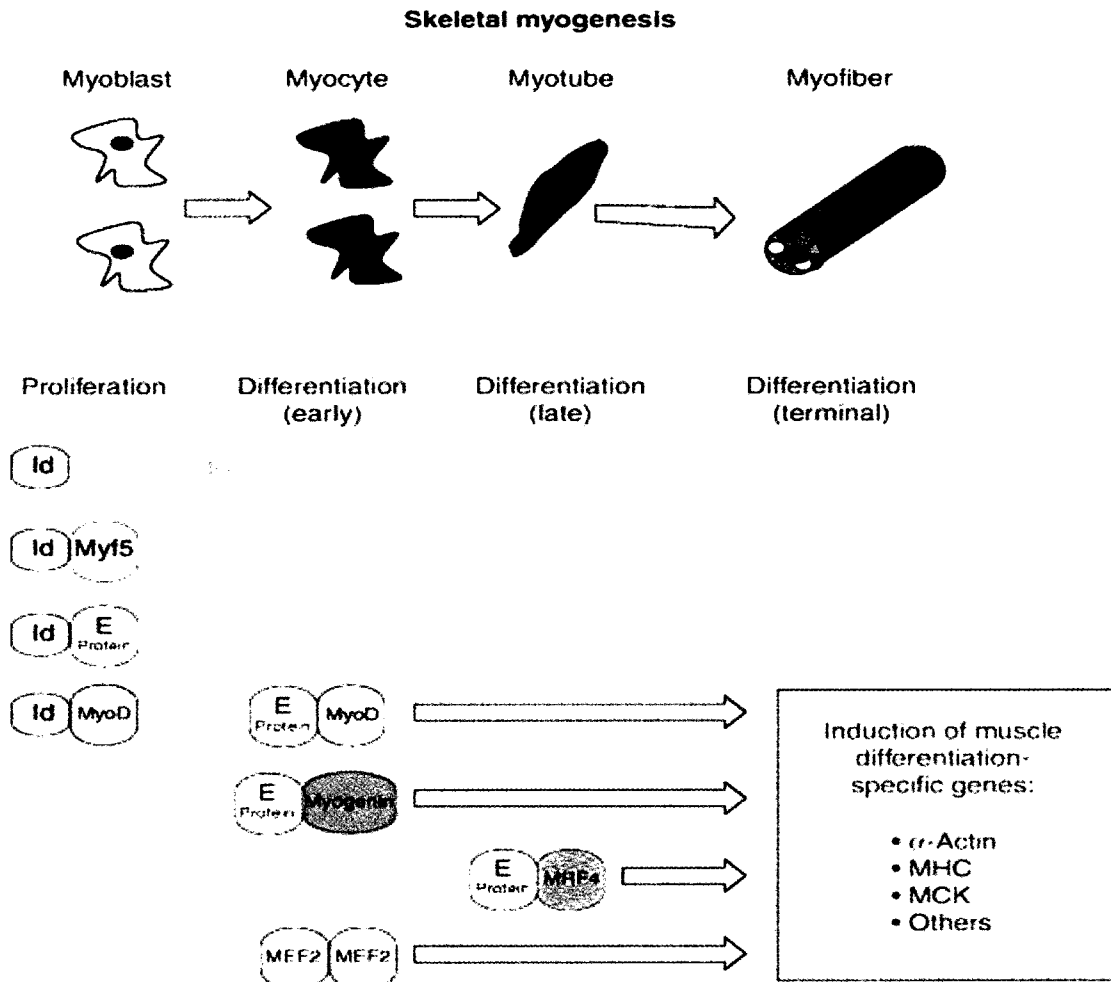 Skeletal myogenesis
Myoblast
Myocyte
Myotube
Myofiber
Proliferation
Differentiation
(early)
Differentiation
(late)
Differentiation
(terminal)
Id
Id Myf5
Id E
Protein
Id MyoD
E
Protein MyoD
E
Protein Myogenin
E
Protein MRF4
MEF2 MEF2
Induction of muscle
differentiation-
specific genes:
• α-Actin
• MHC
• MCK
• Others